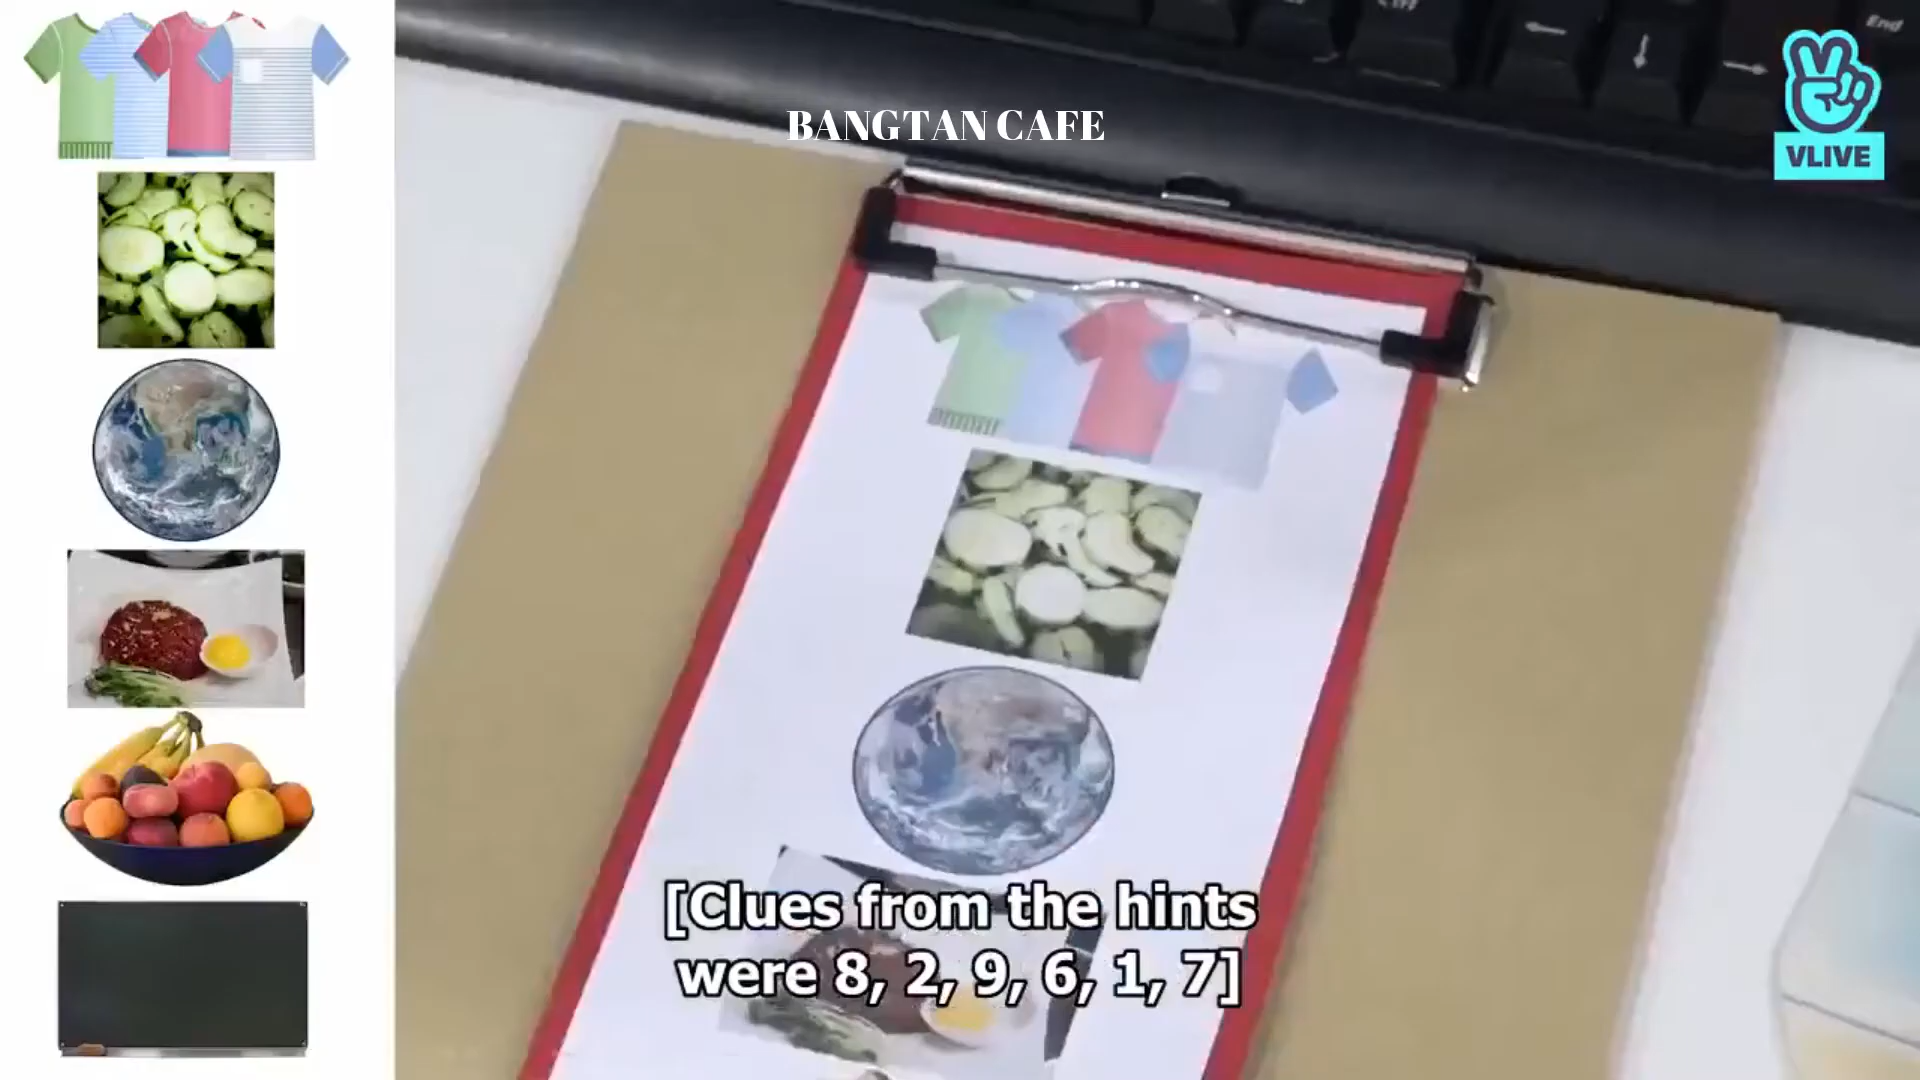 End
BANGTAN CAFE
VLIVE
[Clues from the hints
were 8, 2, 9, 6, 1, 7]